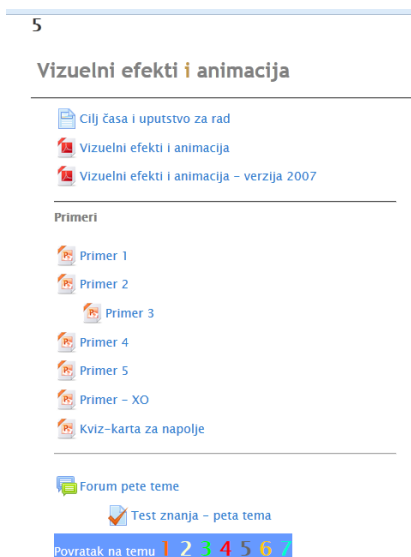 5
Vizuelni efekti i animacija
Cilj časa i uputstvo za rad
Vizuelni efekti i animacija
Vizuelni efekti i animacija – verzija 2007
Primeri
Primer 1
Primer 2
Primer 3
Primer 4
Primer 5
Primer – XO
Kviz-karta za napolje
Forum pete teme
Test znanja – peta tema
Povratak na temu 1 2 3 4 5 6 7